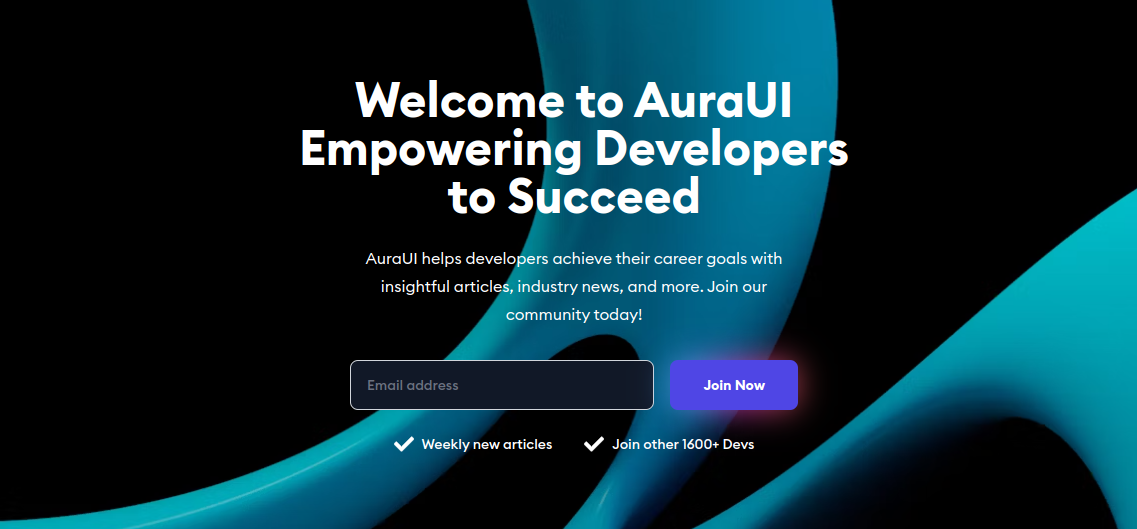 Welcome to AuraUI
Empowering Developers
to Succeed
AuraUI helps developers achieve their career goals with
insightful articles, industry news, and more. Join our
community today!
Email address
Join Now
Weekly new articles
Join other 1600+ Devs